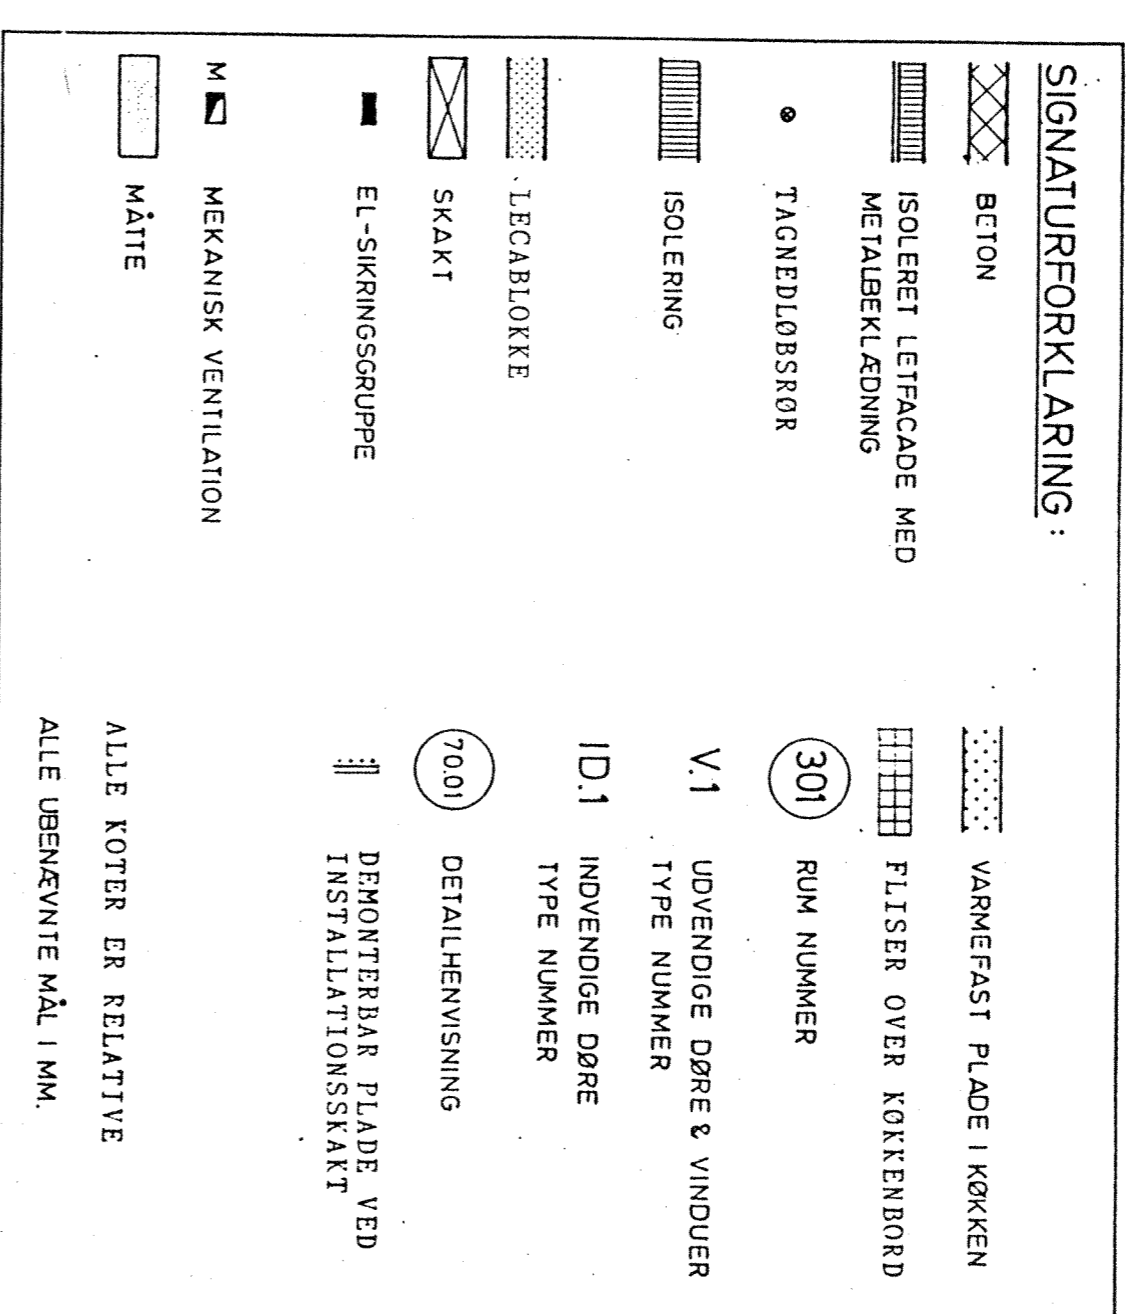 SIGNATURFORKLARING :
BETON
ISOLERET LETFACADE MED
METALBEKLÆDNING
TAGNEDLØBSRØR
ISOLERING
LECABLOKKE
SKAKT
EL-SIKRINGSGRUPPE
M
MEKANISK VENTILATION
MÅTTE
VARMEFAST PLADE I KØKKEN
FLISER OVER KØKKENBORD
301
RUM NUMMER
V.1
UDVENDIGE DØRE & VINDUER
TYPE NUMMER
ID.1
INDVENDIGE DØRE
TYPE NUMMER
70.01
DETAILHENVISNING
DEMONTERBAR PLADE VED
INSTALLATIONSSKAKT
ALLE KOTER ER RELATIVE
ALLE UBENÆVNTE MÅL I MM.